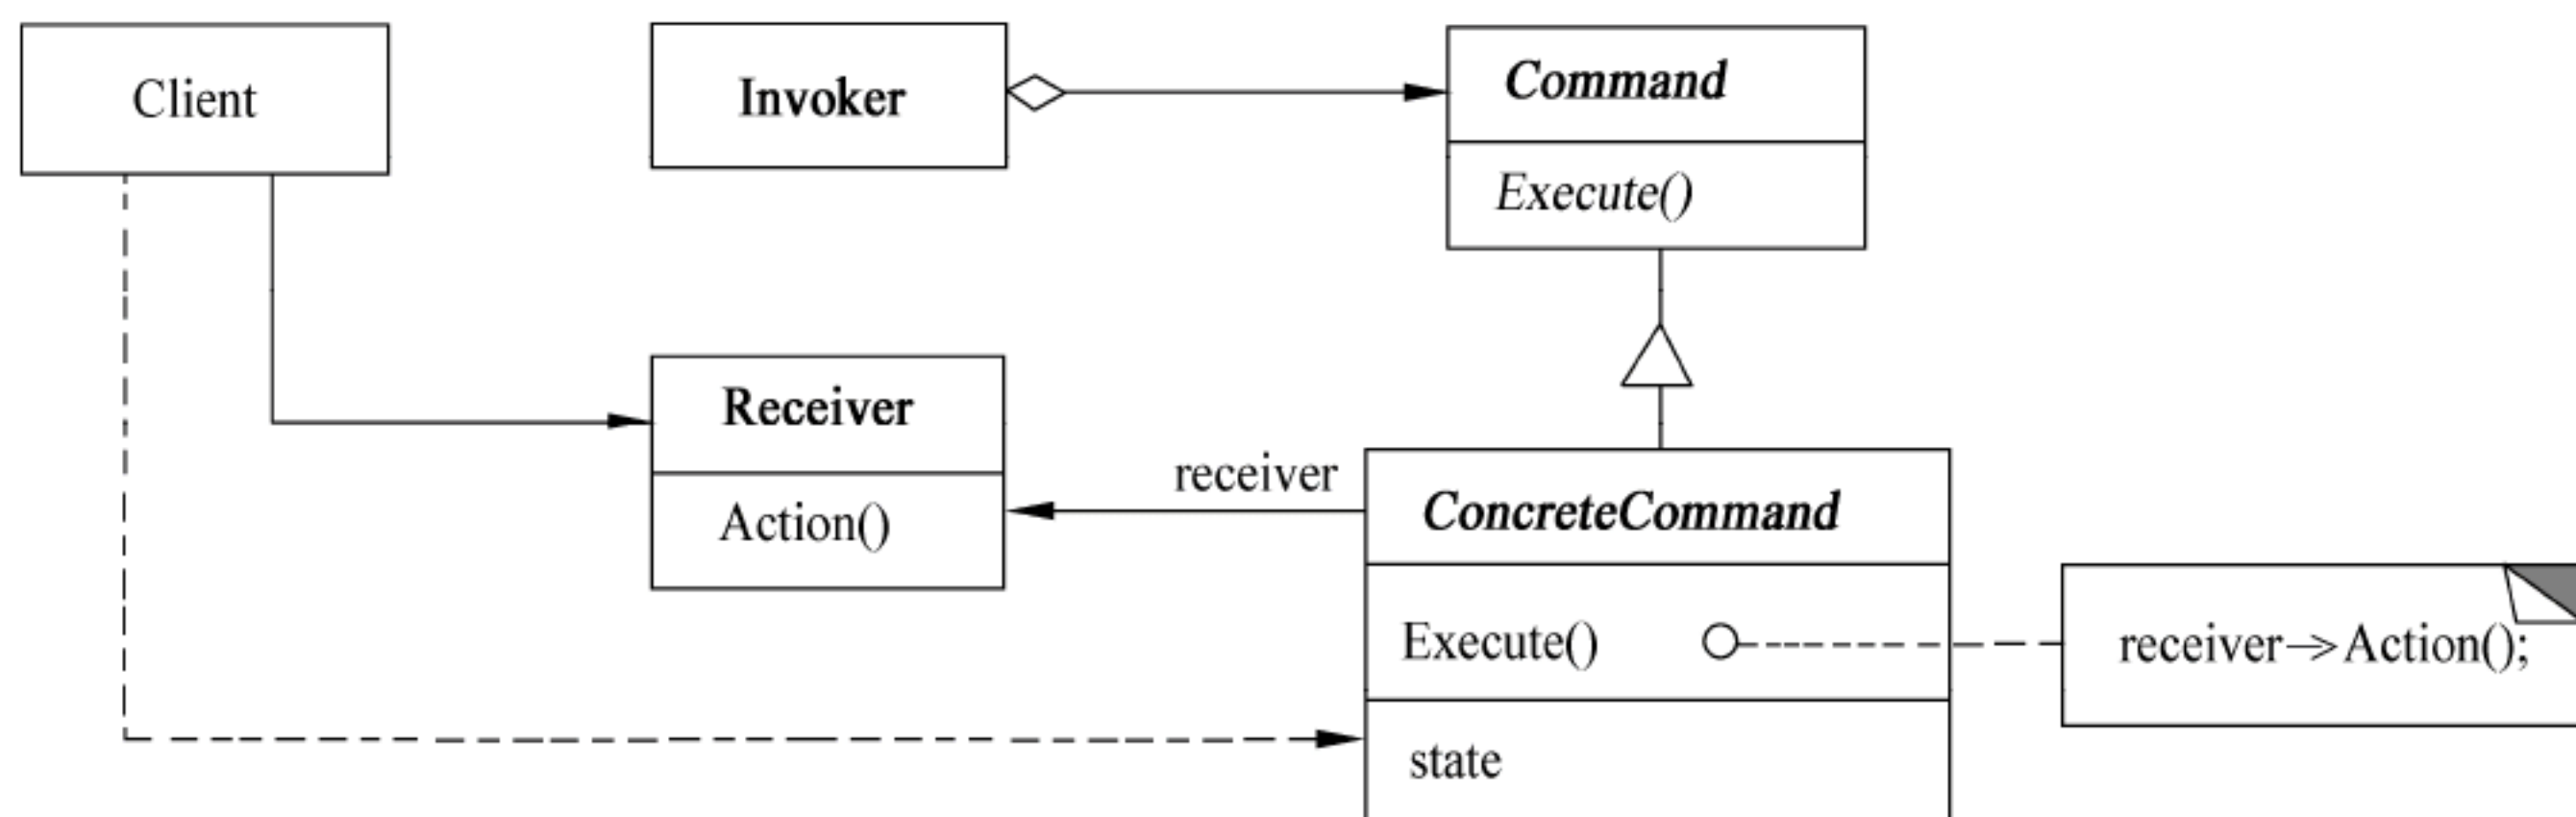 Client
Invoker
Command
Execute()
Receiver
Action()
receiver
ConcreteCommand
Execute()
receiver->Action();
state